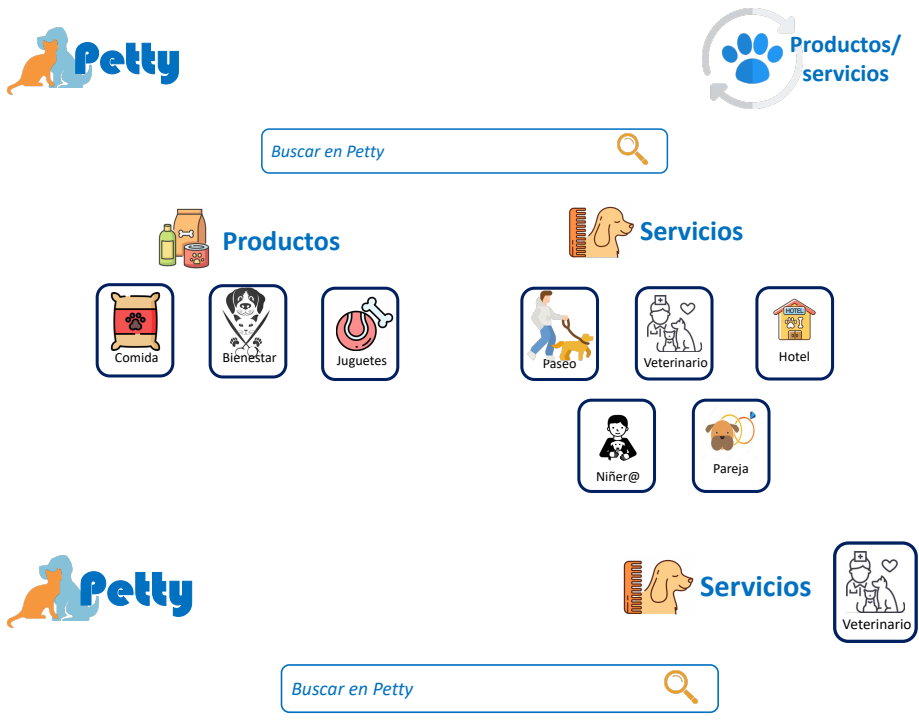 Petty
Productos/
servicios
Buscar en Petty
Productos
Servicios
Comida
Bienestar
Juguetes
Paseo
Veterinario
HOTEL
Hotel
Niñer@
Pareja
Petty
Servicios
Veterinario
Buscar en Petty